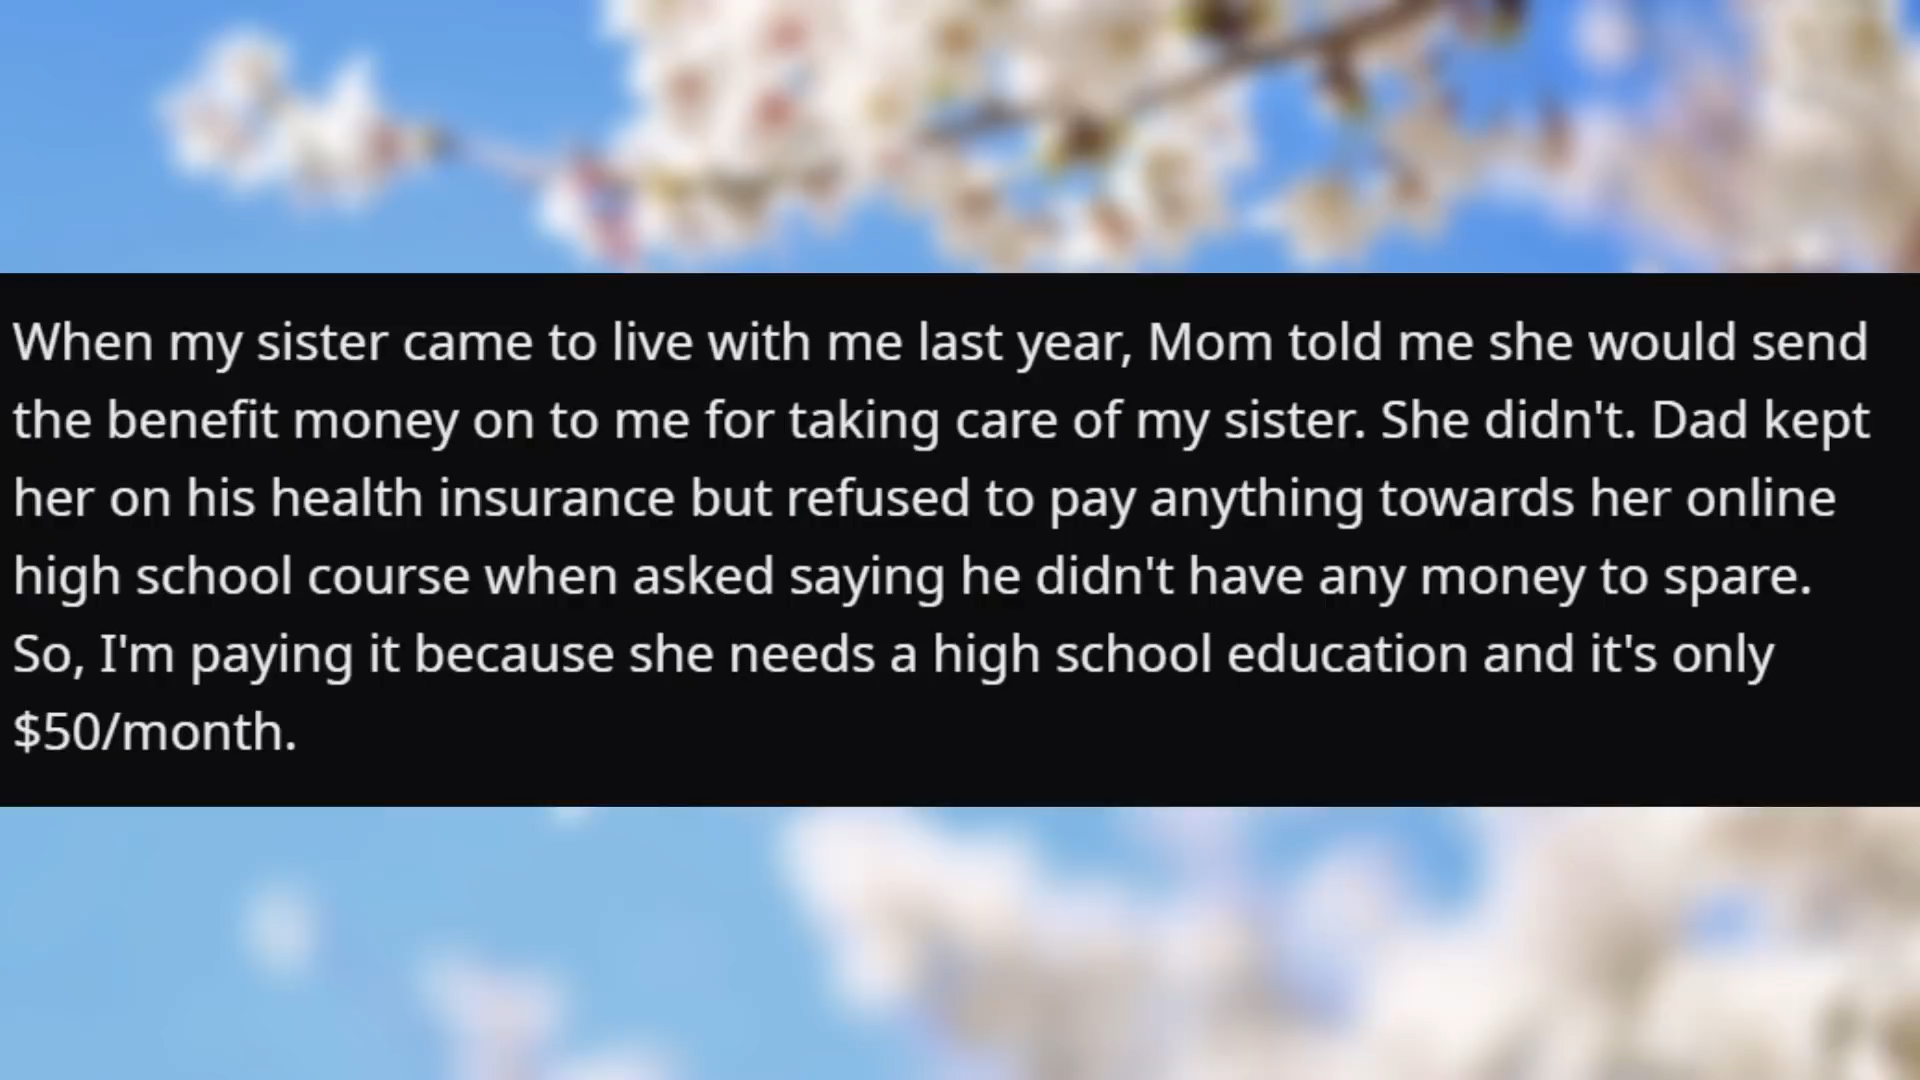 When my sister came to live with me last year, Mom told me she would send
the benefit money on to me for taking care of my sister. She didn't. Dad kept
her on his health insurance but refused to pay anything towards her online
high school course when asked saying he didn't have any money to spare.
So, I'm paying it because she needs a high school education and it's only
$50/month.